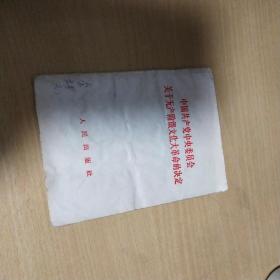 中国共产党中央委员会
关于无产阶级文化大革命的决定
人民出版社